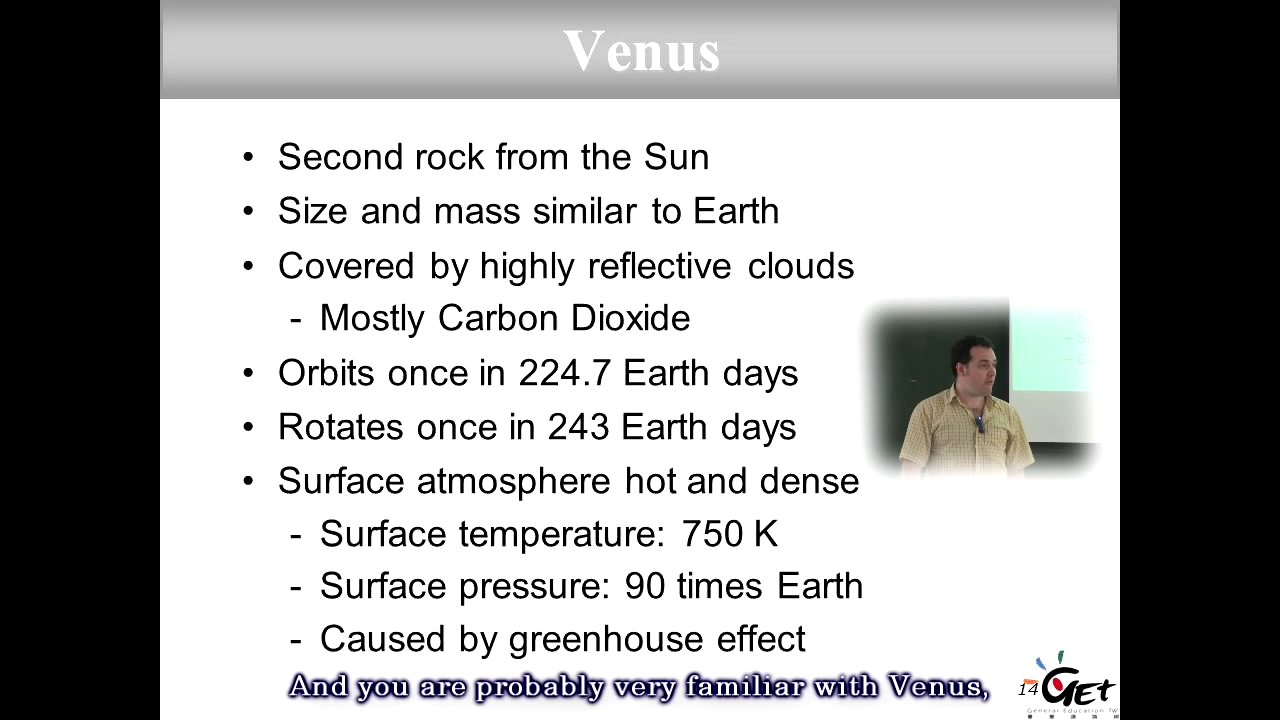 Venus
• Second rock from the Sun
• Size and mass similar to Earth
• Covered by highly reflective clouds
- Mostly Carbon Dioxide
• Orbits once in 224.7 Earth days
• Rotates once in 243 Earth days
• Surface atmosphere hot and dense
- Surface temperature: 750 K
- Surface pressure: 90 times Earth
- Caused by greenhouse effect
And you are probably very familiar with Venus,
14
GET
General Education TW